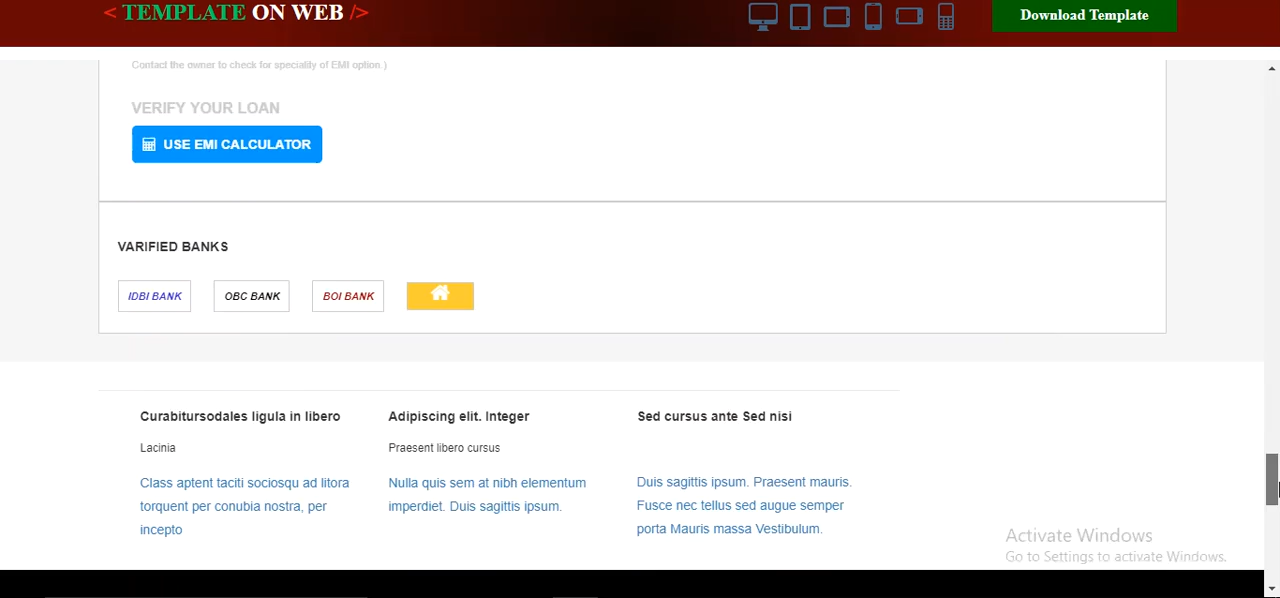 < TEMPLATE ON WEB />
Download Template
Contact the owner to check for speciality of EMI option.)
VERIFY YOUR LOAN
USE EMI CALCULATOR
VARIFIED BANKS
IDBI BANK
OBC BANK
BOI BANK
Curabitursodales ligula in libero
Lacinia
Class aptent taciti sociosqu ad litora
torquent per conubia nostra, per
incepto
Adipiscing elit. Integer
Praesent libero cursus
Nulla quis sem at nibh elementum
imperdiet. Duis sagittis ipsum.
Sed cursus ante Sed nisi
Duis sagittis ipsum. Praesent mauris.
Fusce nec tellus sed augue semper
porta Mauris massa Vestibulum.
Activate Windows
Go to Settings to activate Windows.